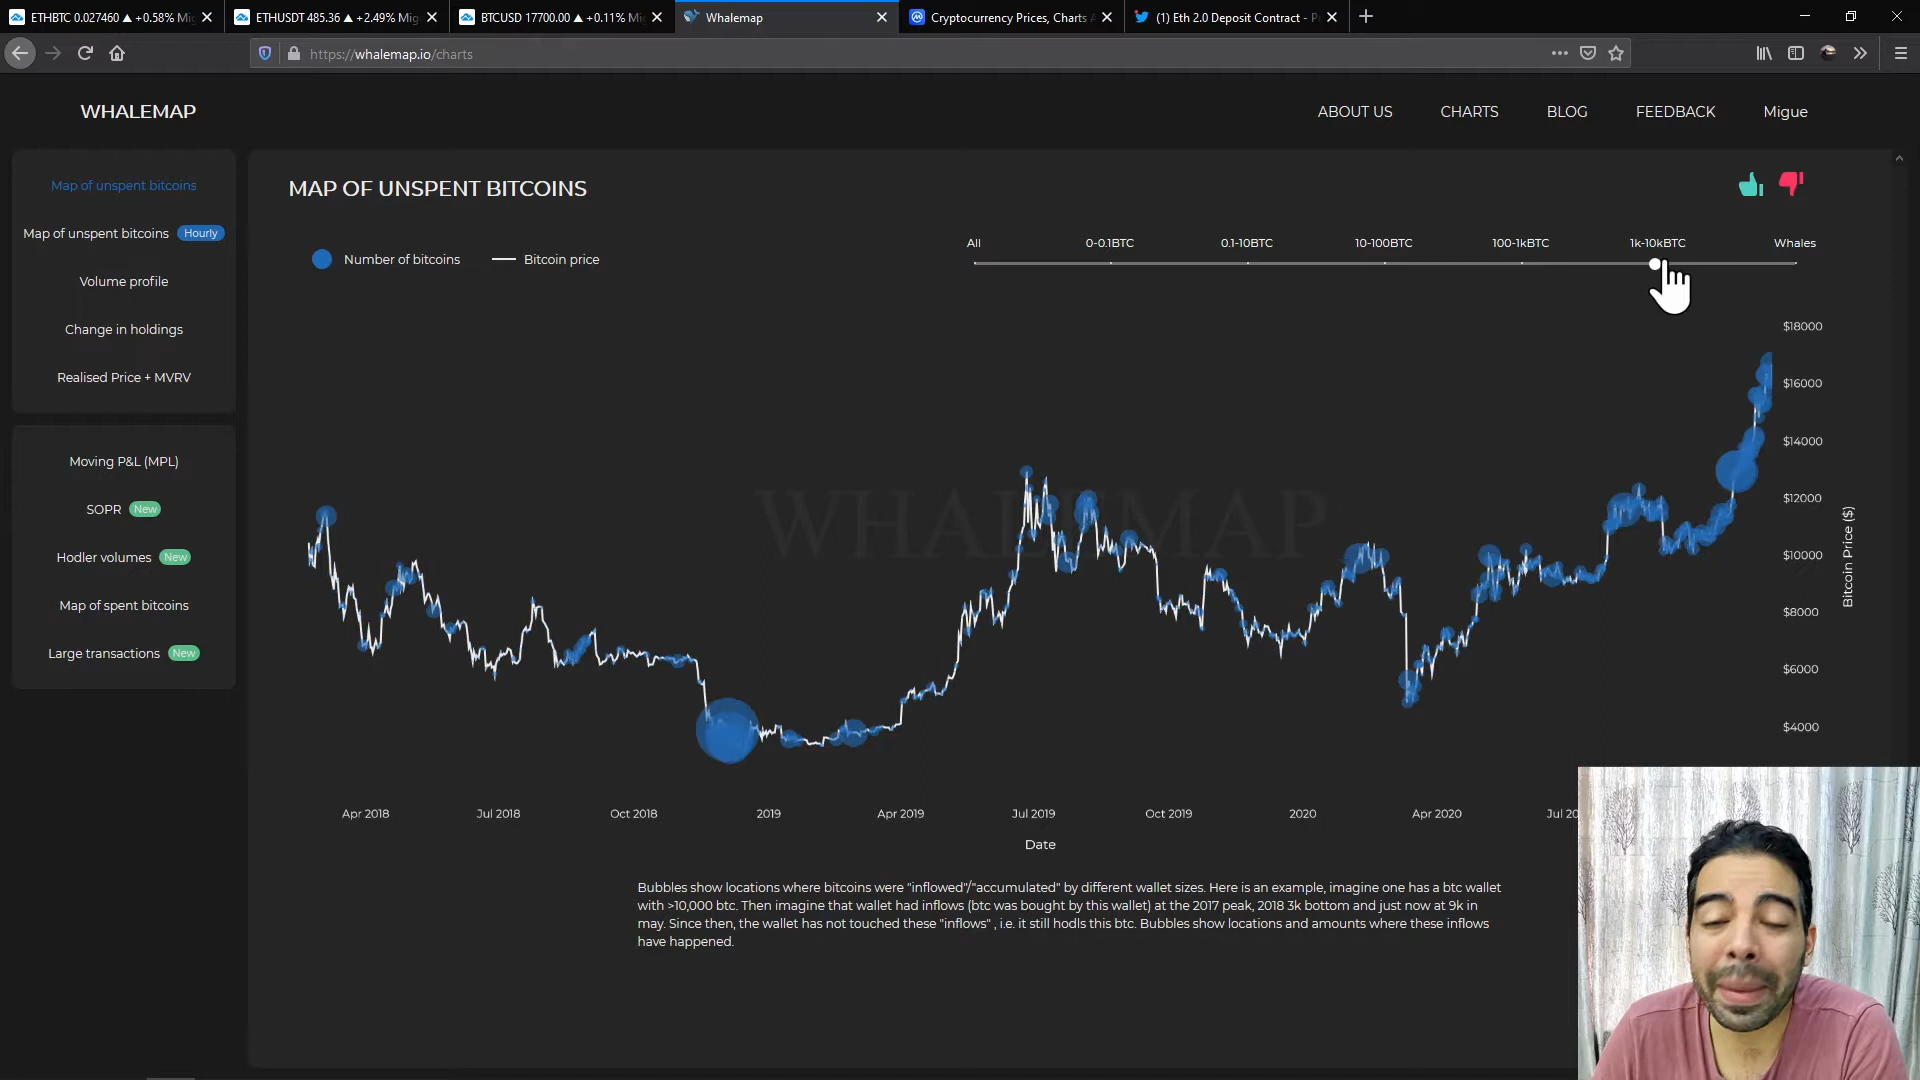 ETHBTC 0.027460 ▲ +0.58% Mi
ETHUSDT 485.36 ▲ +2.49% Mig
BTCUSD 17700.00 ▲ +0.11% Mi
Whalemap
Cryptocurrency Prices, Charts
(1) Eth 2.0 Deposit Contract -
https://whalemap.io/charts
WHALEMAP
ABOUT US
CHARTS
BLOG
FEEDBACK
Migue
Map of unspent bitcoins
Map of unspent bitcoins Hourly
Volume profile
Change in holdings
Realised Price + MVRV
Moving P&L (MPL)
SOPR New
Hodler volumes New
Map of spent bitcoins
Large transactions New
MAP OF UNSPENT BITCOINS
Number of bitcoins
Bitcoin price
All
0-0.1BTC
0.1-10BTC
10-100BTC
100-1kBTC
1k-10kBTC
Whales
WHALEMAP
$18000
$16000
$14000
$12000
$10000
$8000
$6000
$4000
Bitcoin Price ($)
Apr 2018
Jul 2018
Oct 2018
2019
Apr 2019
Jul 2019
Oct 2019
2020
Apr 2020
Jul 20
Date
Bubbles show locations where bitcoins were "inflowed"/"accumulated" by different wallet sizes. Here is an example, imagine one has a btc wallet
with >10,000 btc. Then imagine that wallet had inflows (btc was bought by this wallet) at the 2017 peak, 2018 3k bottom and just now at 9k in
may. Since then, the wallet has not touched these "inflows" , i.e. it still hodls this btc. Bubbles show locations and amounts where these inflows
have happened.